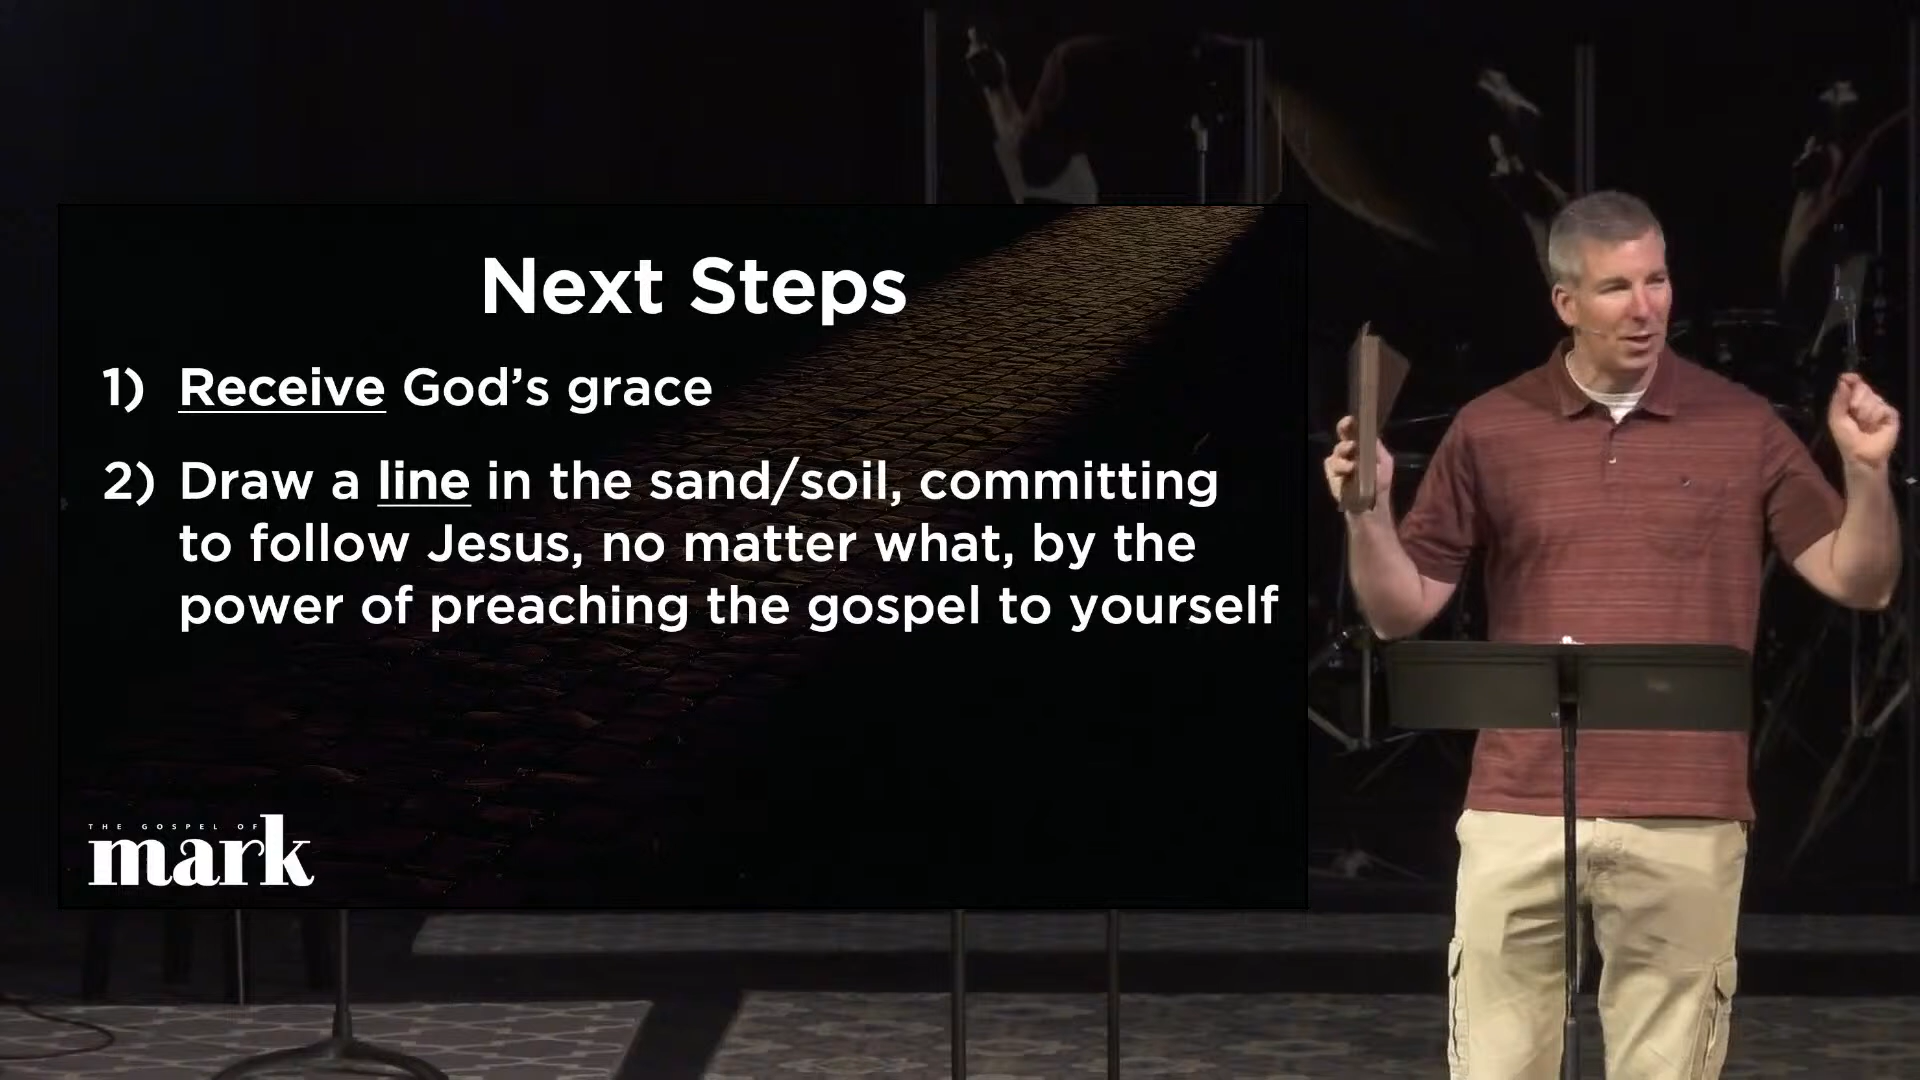 Next Steps
1) Receive God's grace
2) Draw a line in the sand/soil, committing
to follow Jesus, no matter what, by the
power of preaching the gospel to yourself
THE GOSPEL OF
mark